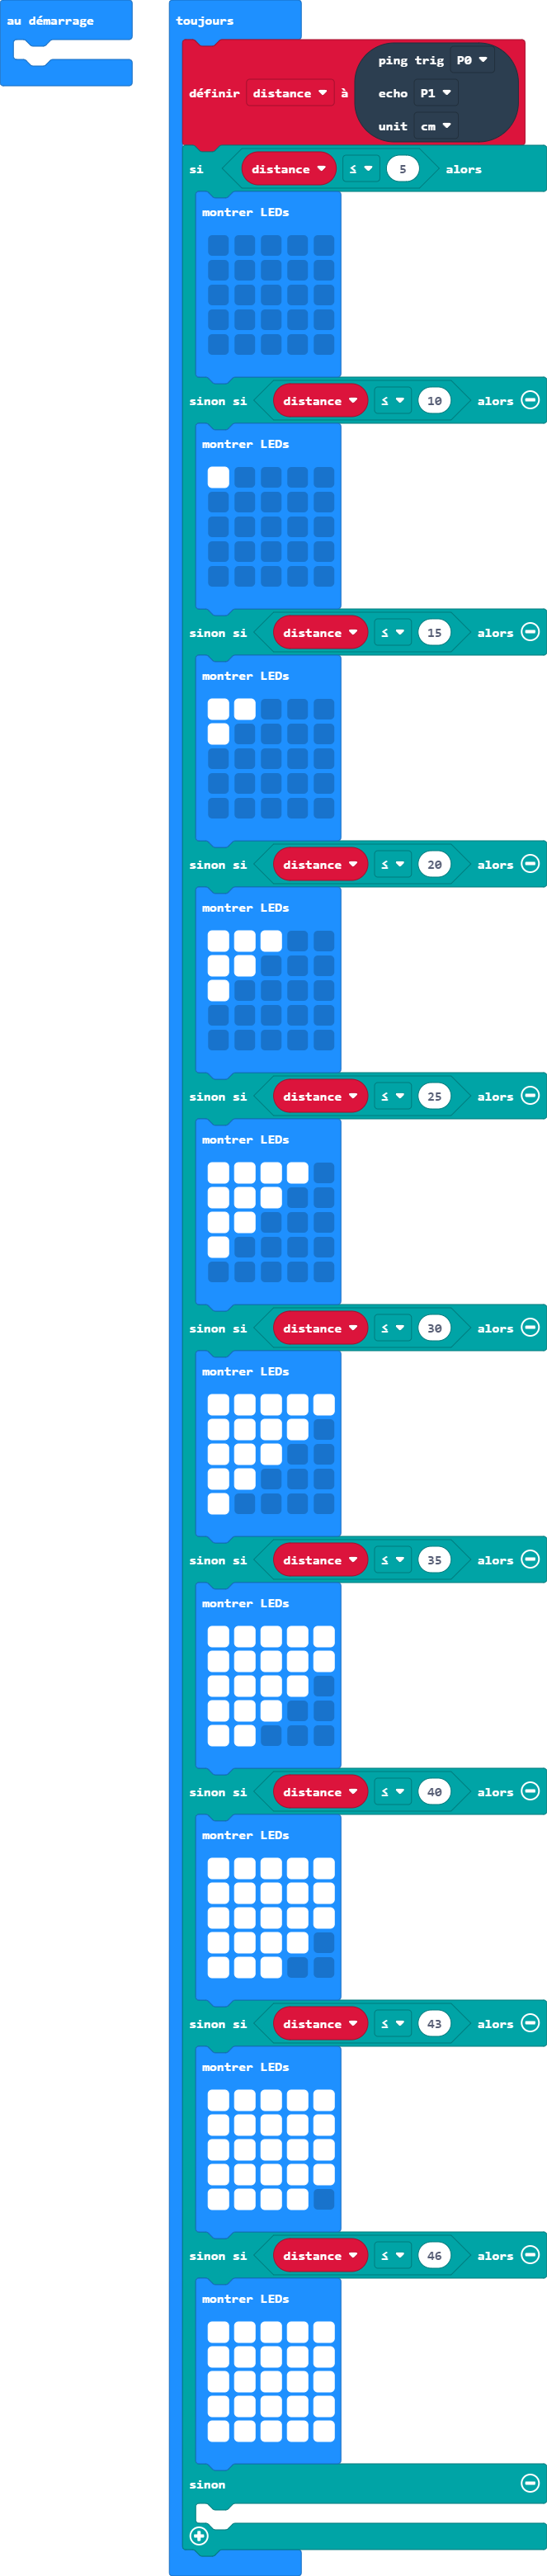 au démarrage
toujours
ping trig P0
définir distance à echo P1
unit cm
si distance ≤ 5 alors
montrer LEDs
sinon si distance ≤ 10 alors
montrer LEDs
sinon si distance ≤ 15 alors
montrer LEDs
sinon si distance ≤ 20 alors
montrer LEDs
sinon si distance ≤ 25 alors
montrer LEDs
sinon si distance ≤ 30 alors
montrer LEDs
sinon si distance ≤ 35 alors
montrer LEDs
sinon si distance ≤ 40 alors
montrer LEDs
sinon si distance ≤ 43 alors
montrer LEDs
sinon si distance ≤ 46 alors
montrer LEDs
sinon